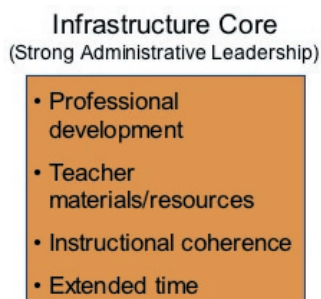 Infrastructure Core
(Strong Administrative Leadership)
• Professional
development
• Teacher
materials/resources
• Instructional coherence
• Extended time